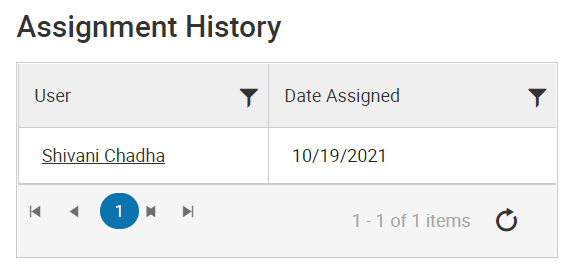 Assignment History
User
Date Assigned
Shivani Chadha
10/19/2021
1
1 - 1 of 1 items